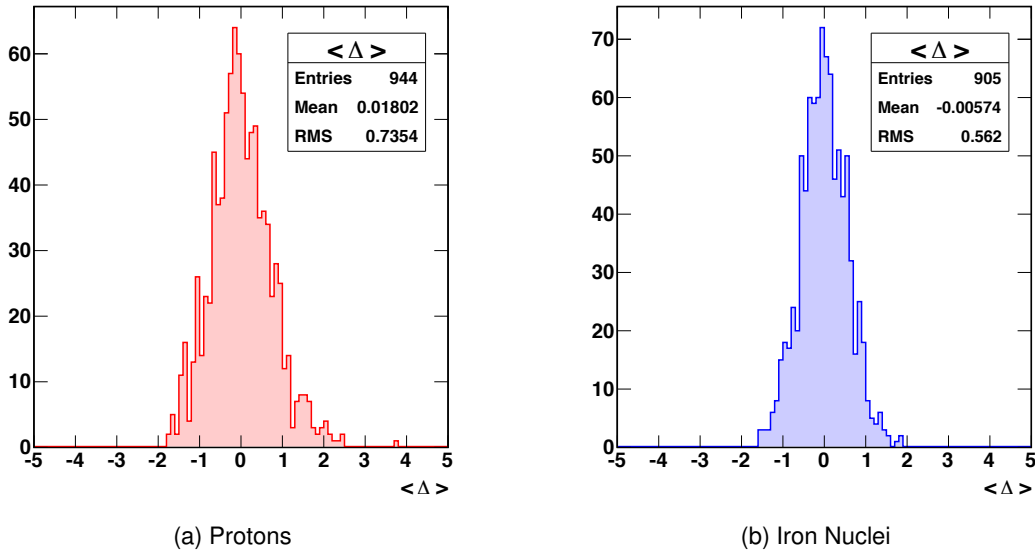 < Δ >
Entries 944
Mean 0.01802
RMS 0.7354
60
50
40
30
20
10
0
-5 -4 -3 -2 -1 0 1 2 3 4 5
< Δ >
(a) Protons
< Δ >
Entries 905
Mean -0.00574
RMS 0.562
70
60
50
40
30
20
10
0
-5 -4 -3 -2 -1 0 1 2 3 4 5
< Δ >
(b) Iron Nuclei